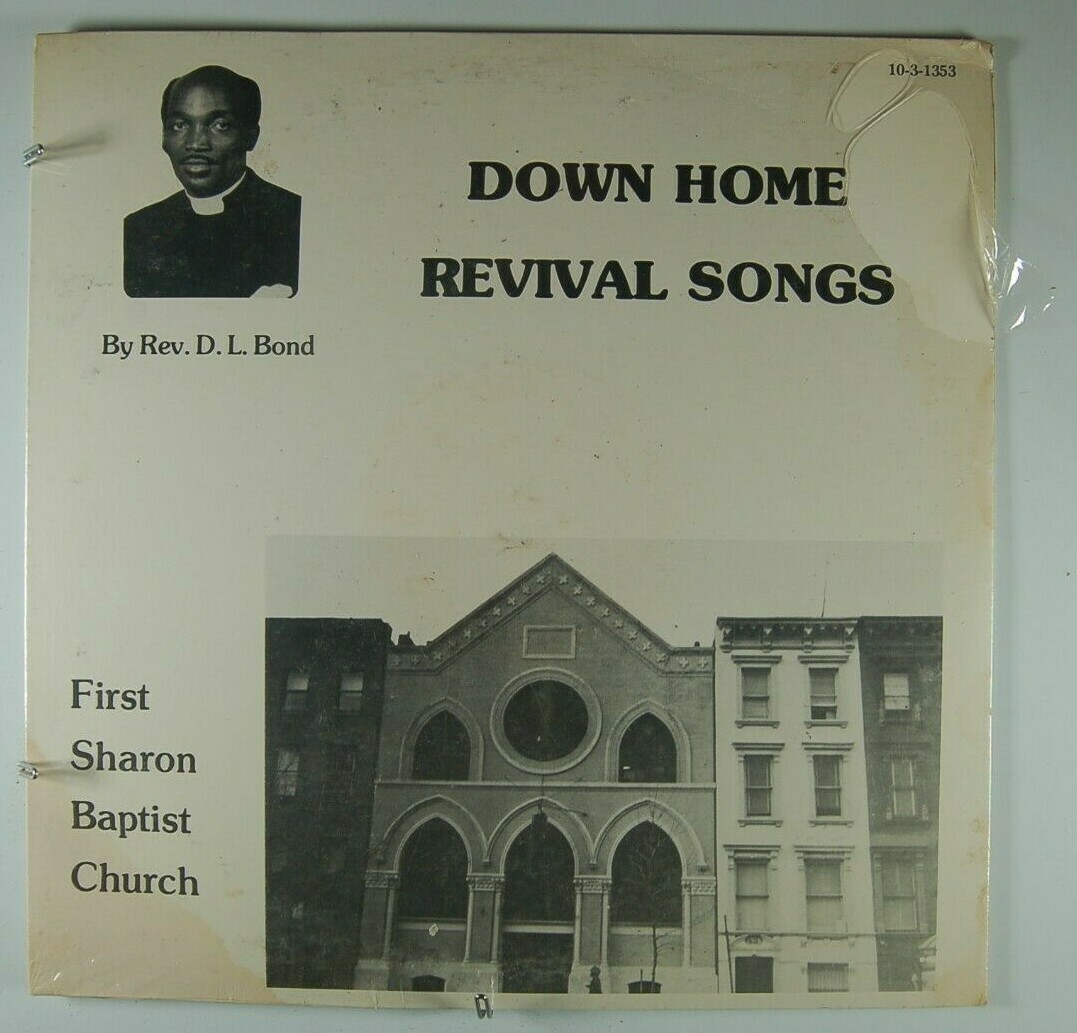 10-3-1353
DOWN HOME
REVIVAL SONGS
By Rev. D. L. Bond
First
Sharon
Baptist
Church